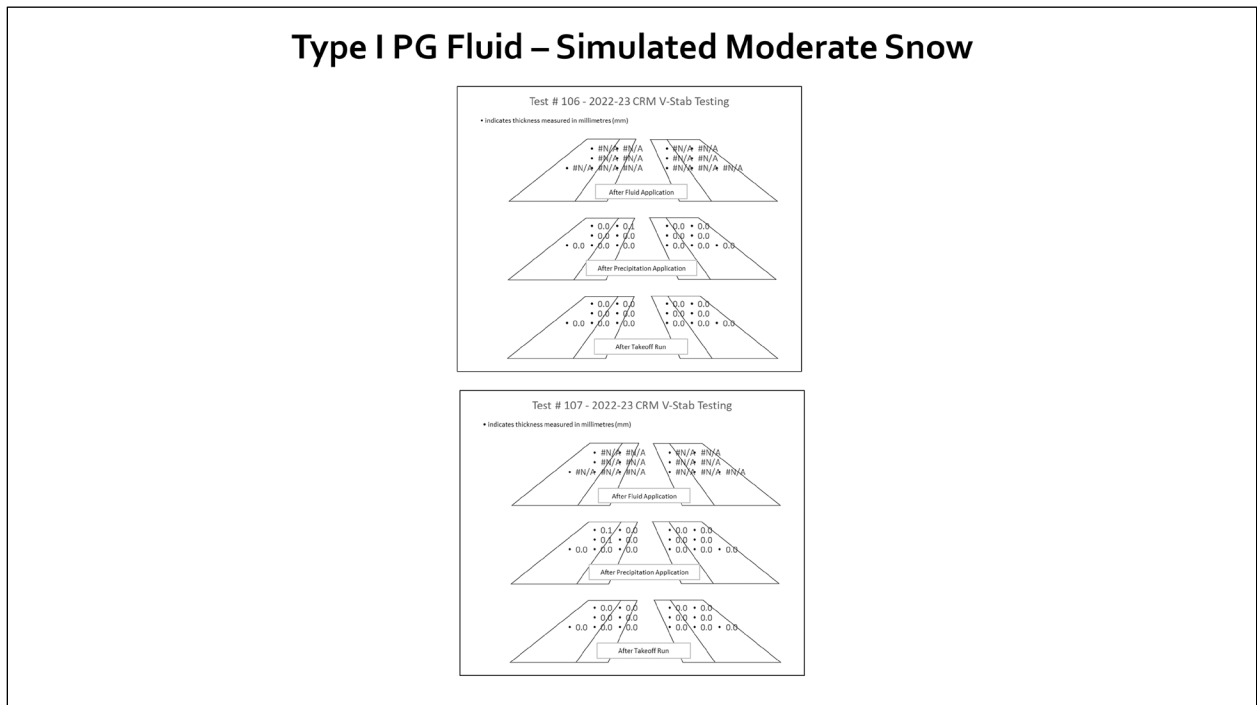 Type I PG Fluid – Simulated Moderate Snow
Test # 106 - 2022-23 CRM V-Stab Testing
• indicates thickness measured in millimetres (mm)
• #N/A • #N/A • #N/A • #N/A
• #N/A • #N/A • #N/A • #N/A
• #N/A • #N/A • #N/A • #N/A • #N/A • #N/A
After Fluid Application
• 0.0 • 0.1 • 0.0 • 0.0
• 0.0 • 0.0 • 0.0 • 0.0
• 0.0 • 0.0 • 0.0 • 0.0 • 0.0 • 0.0
After Precipitation Application
• 0.0 • 0.0 • 0.0 • 0.0
• 0.0 • 0.0 • 0.0 • 0.0
• 0.0 • 0.0 • 0.0 • 0.0 • 0.0 • 0.0
After Takeoff Run
Test # 107 - 2022-23 CRM V-Stab Testing
• indicates thickness measured in millimetres (mm)
• #N/A • #N/A • #N/A • #N/A
• #N/A • #N/A • #N/A • #N/A
• #N/A • #N/A • #N/A • #N/A • #N/A • #N/A
After Fluid Application
• 0.1 • 0.0 • 0.0 • 0.0
• 0.1 • 0.0 • 0.0 • 0.0
• 0.0 • 0.0 • 0.0 • 0.0 • 0.0 • 0.0
After Precipitation Application
• 0.0 • 0.0 • 0.0 • 0.0
• 0.0 • 0.0 • 0.0 • 0.0
• 0.0 • 0.0 • 0.0 • 0.0 • 0.0 • 0.0
After Takeoff Run